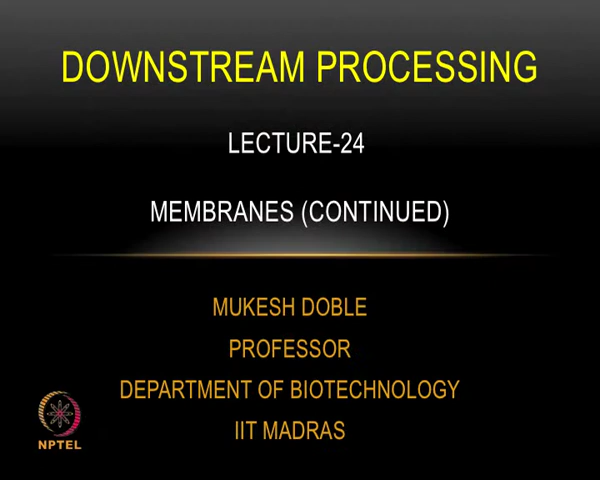 DOWNSTREAM PROCESSING
LECTURE-24
MEMBRANES (CONTINUED)
MUKESH DOBLE
PROFESSOR
DEPARTMENT OF BIOTECHNOLOGY
IIT MADRAS
NPTEL